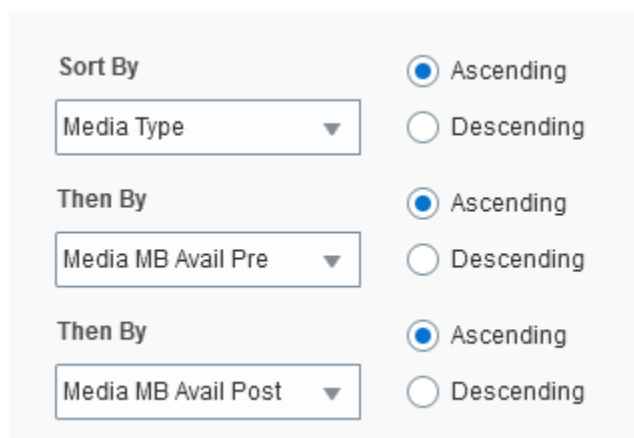 Sort By
Ascending
Media Type
Descending
Then By
Ascending
Media MB Avail Pre
Descending
Then By
Ascending
Media MB Avail Post
Descending